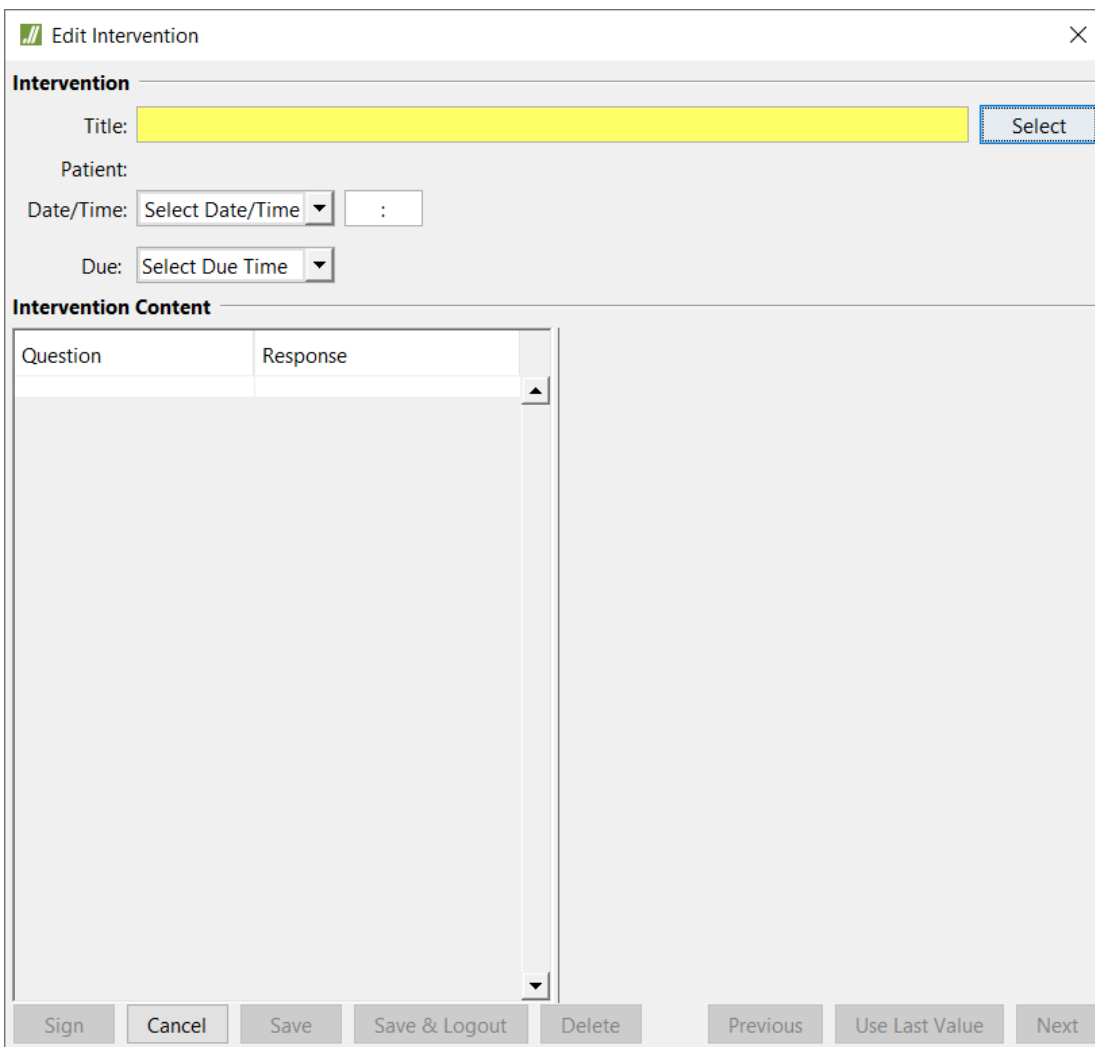 Edit Intervention
Intervention
Title: Select
Patient:
Date/Time: Select Date/Time :
Due: Select Due Time
Intervention Content
Question Response
Sign Cancel Save Save & Logout Delete Previous Use Last Value Next